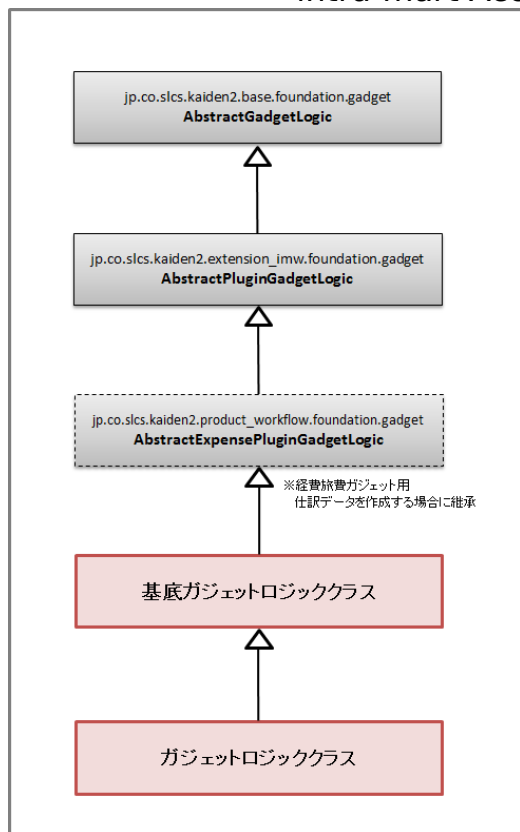 jp.co.slcs.kaiden2.base.foundation.gadget
AbstractGadgetLogic
jp.co.slcs.kaiden2.extension_imw.foundation.gadget
AbstractPluginGadgetLogic
jp.co.slcs.kaiden2.product_workflow.foundation.gadget
AbstractExpensePluginGadgetLogic
※経費旅費ガジェット用
仕訳データを作成する場合に継承
基底ガジェットロジッククラス
ガジェットロジッククラス